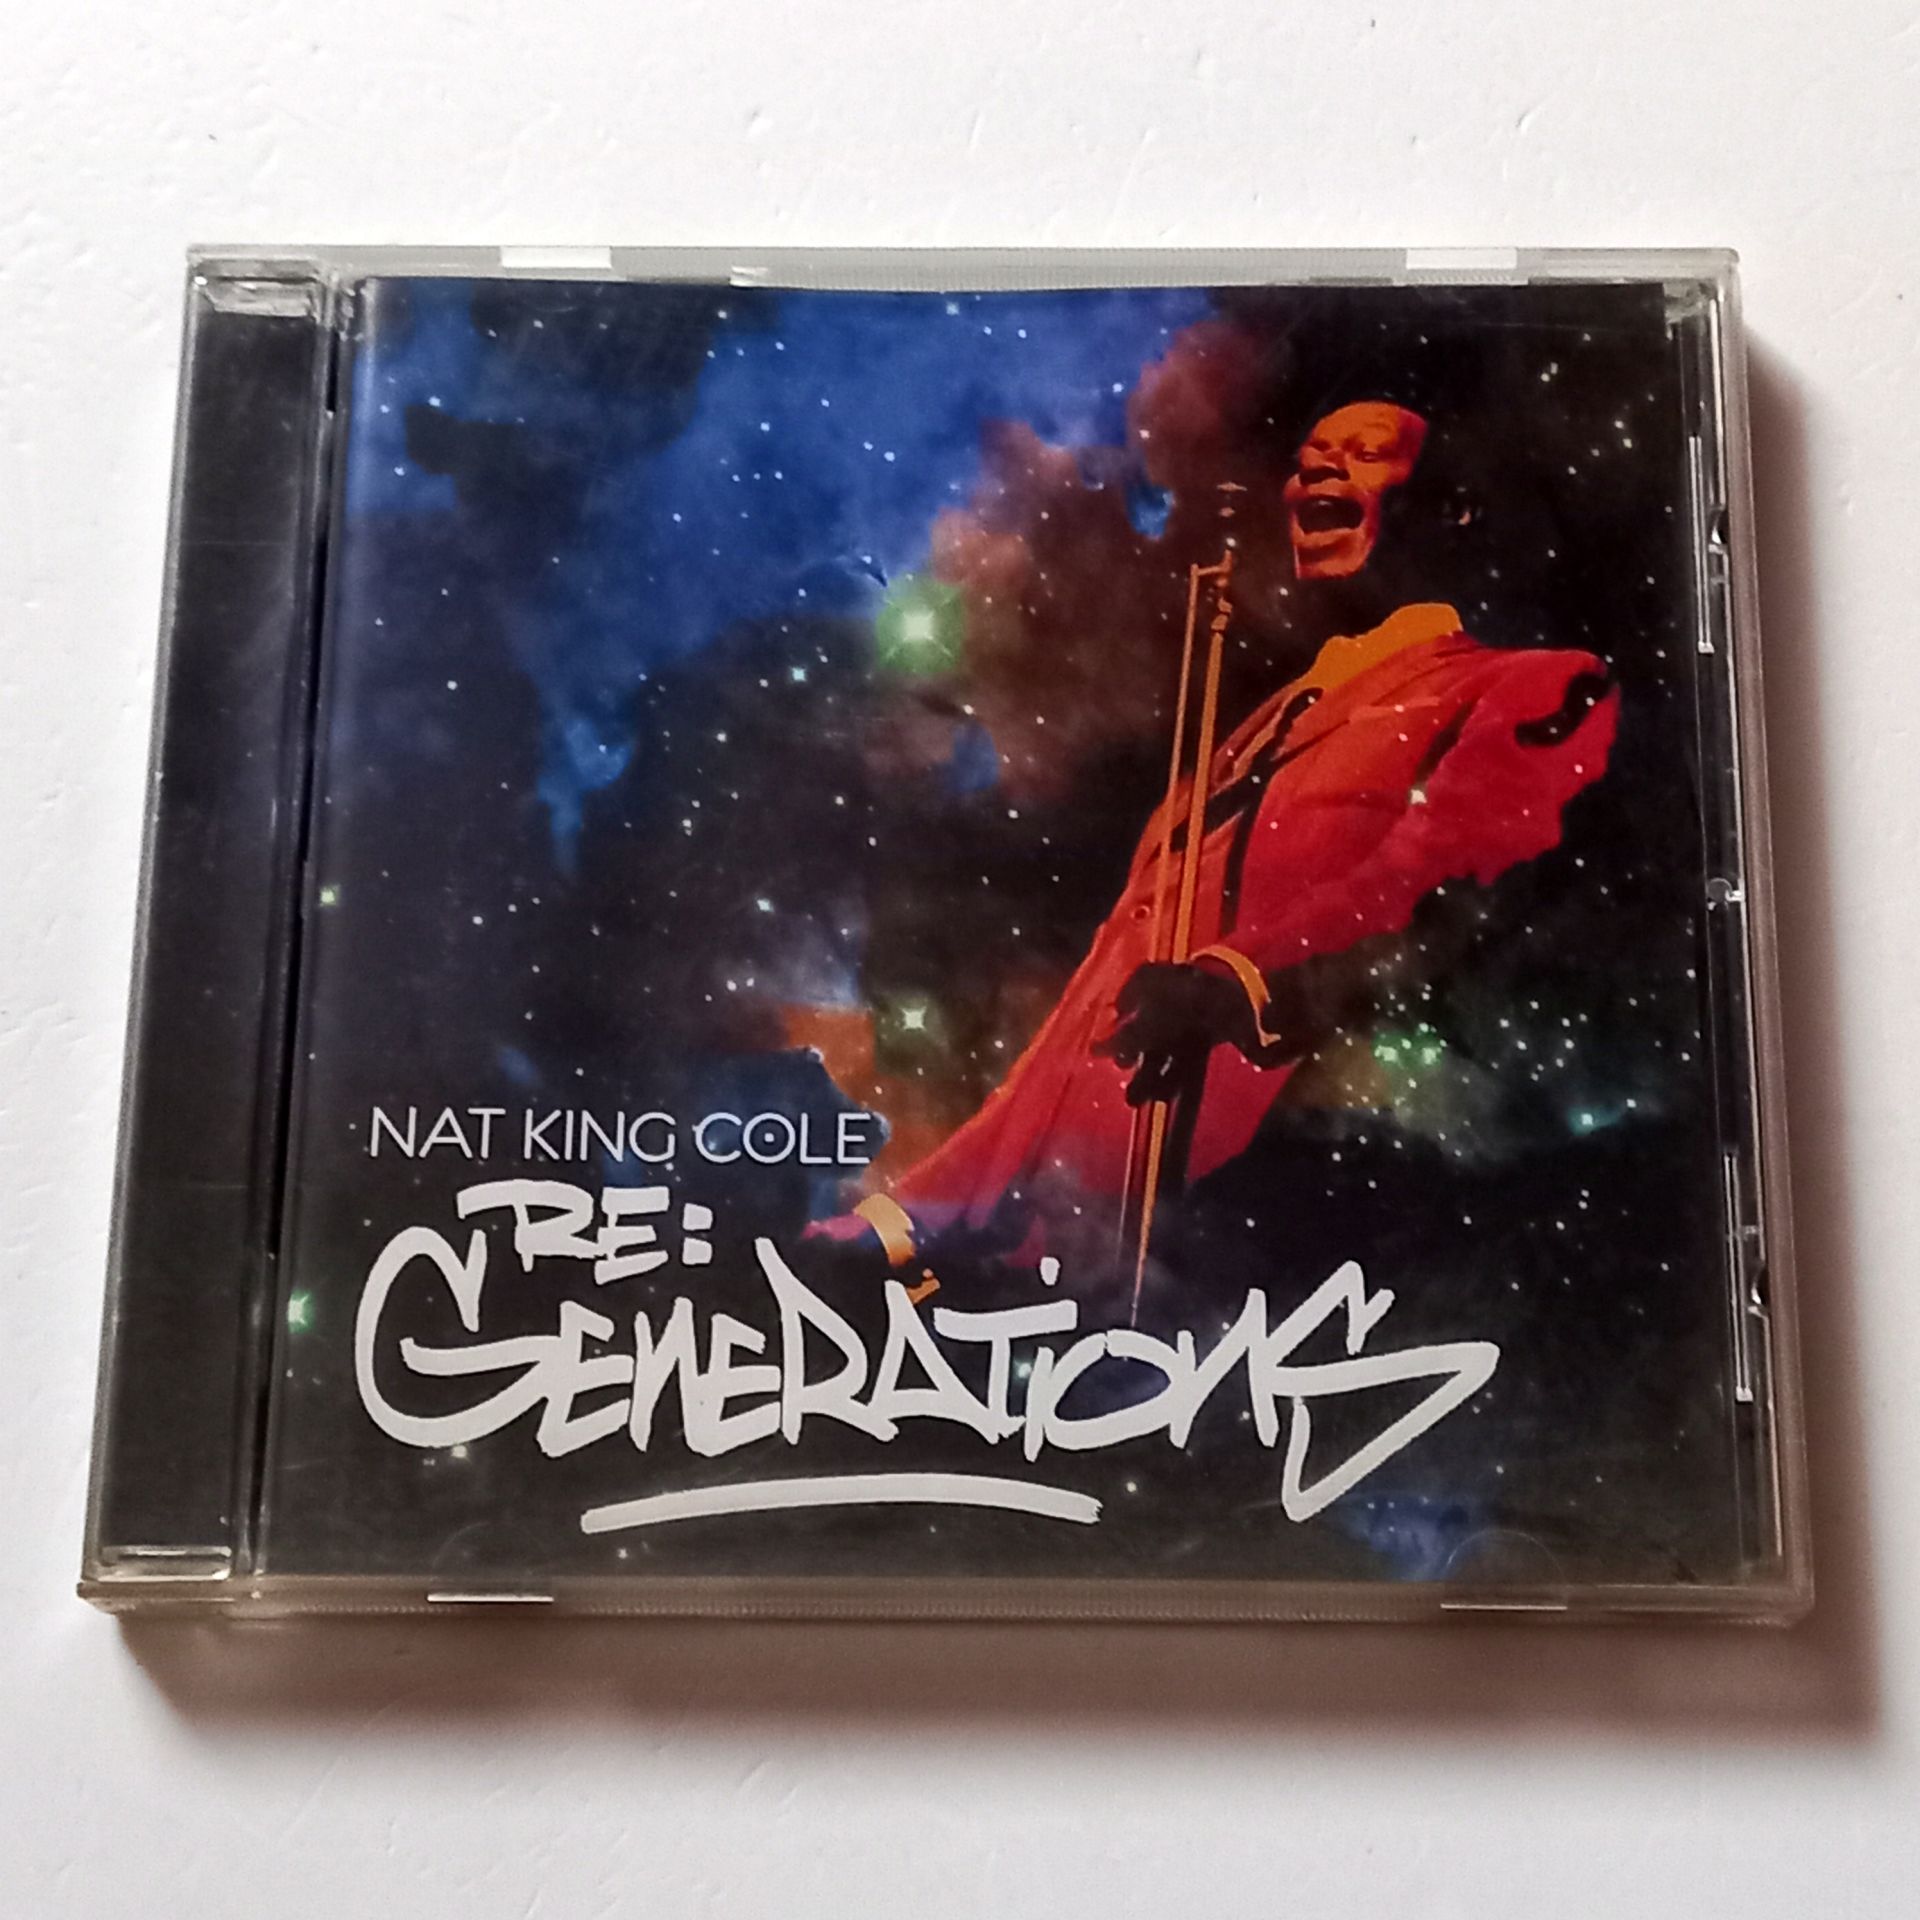 NAT KING COLE
RE:
GENERATIONS